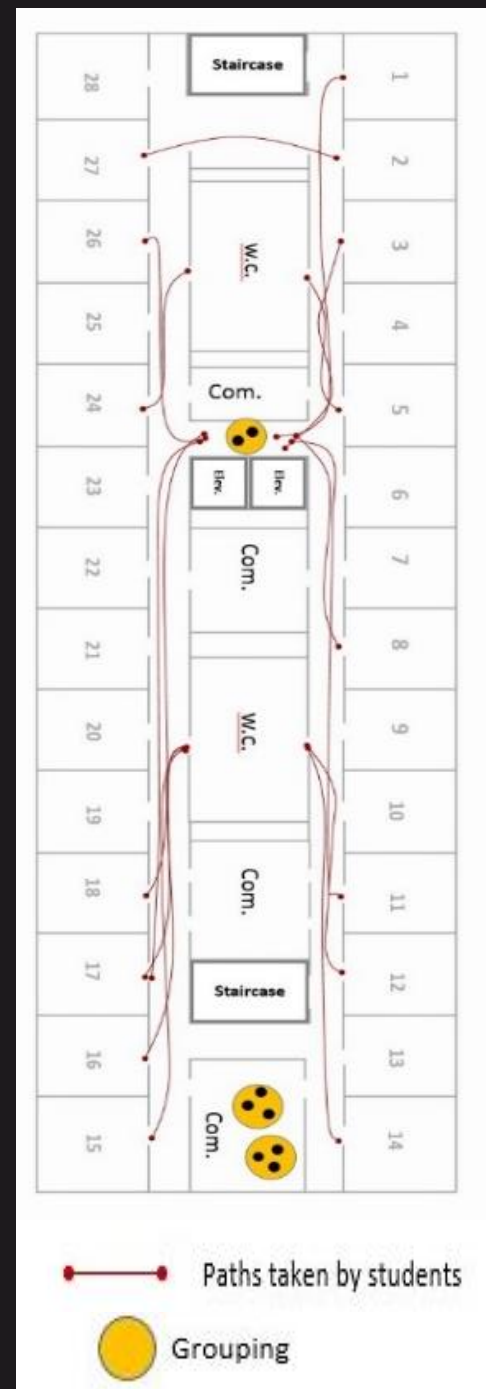 Staircase
28
1
27
2
26
W.C.
3
25
4
Com.
24
5
23
Elev.
Elev.
6
22
Com.
7
21
8
20
W.C.
9
19
10
18
Com.
11
17
Staircase
12
16
13
15
Com.
14
Paths taken by students
Grouping